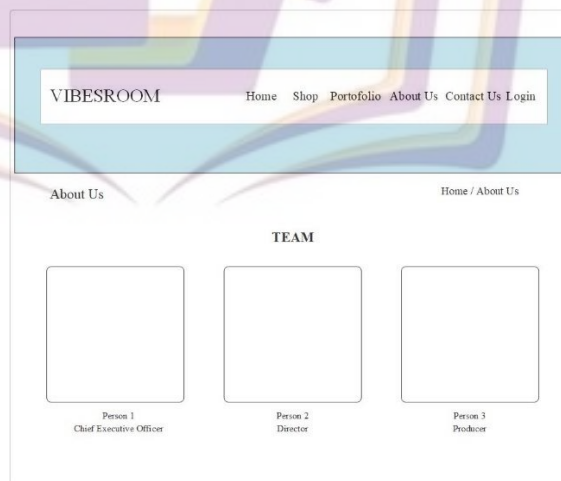 VIBESROOM Home Shop Portofolio About Us Contact Us Login
About Us Home / About Us
TEAM
Person 1
Chief Executive Officer
Person 2
Director
Person 3
Producer